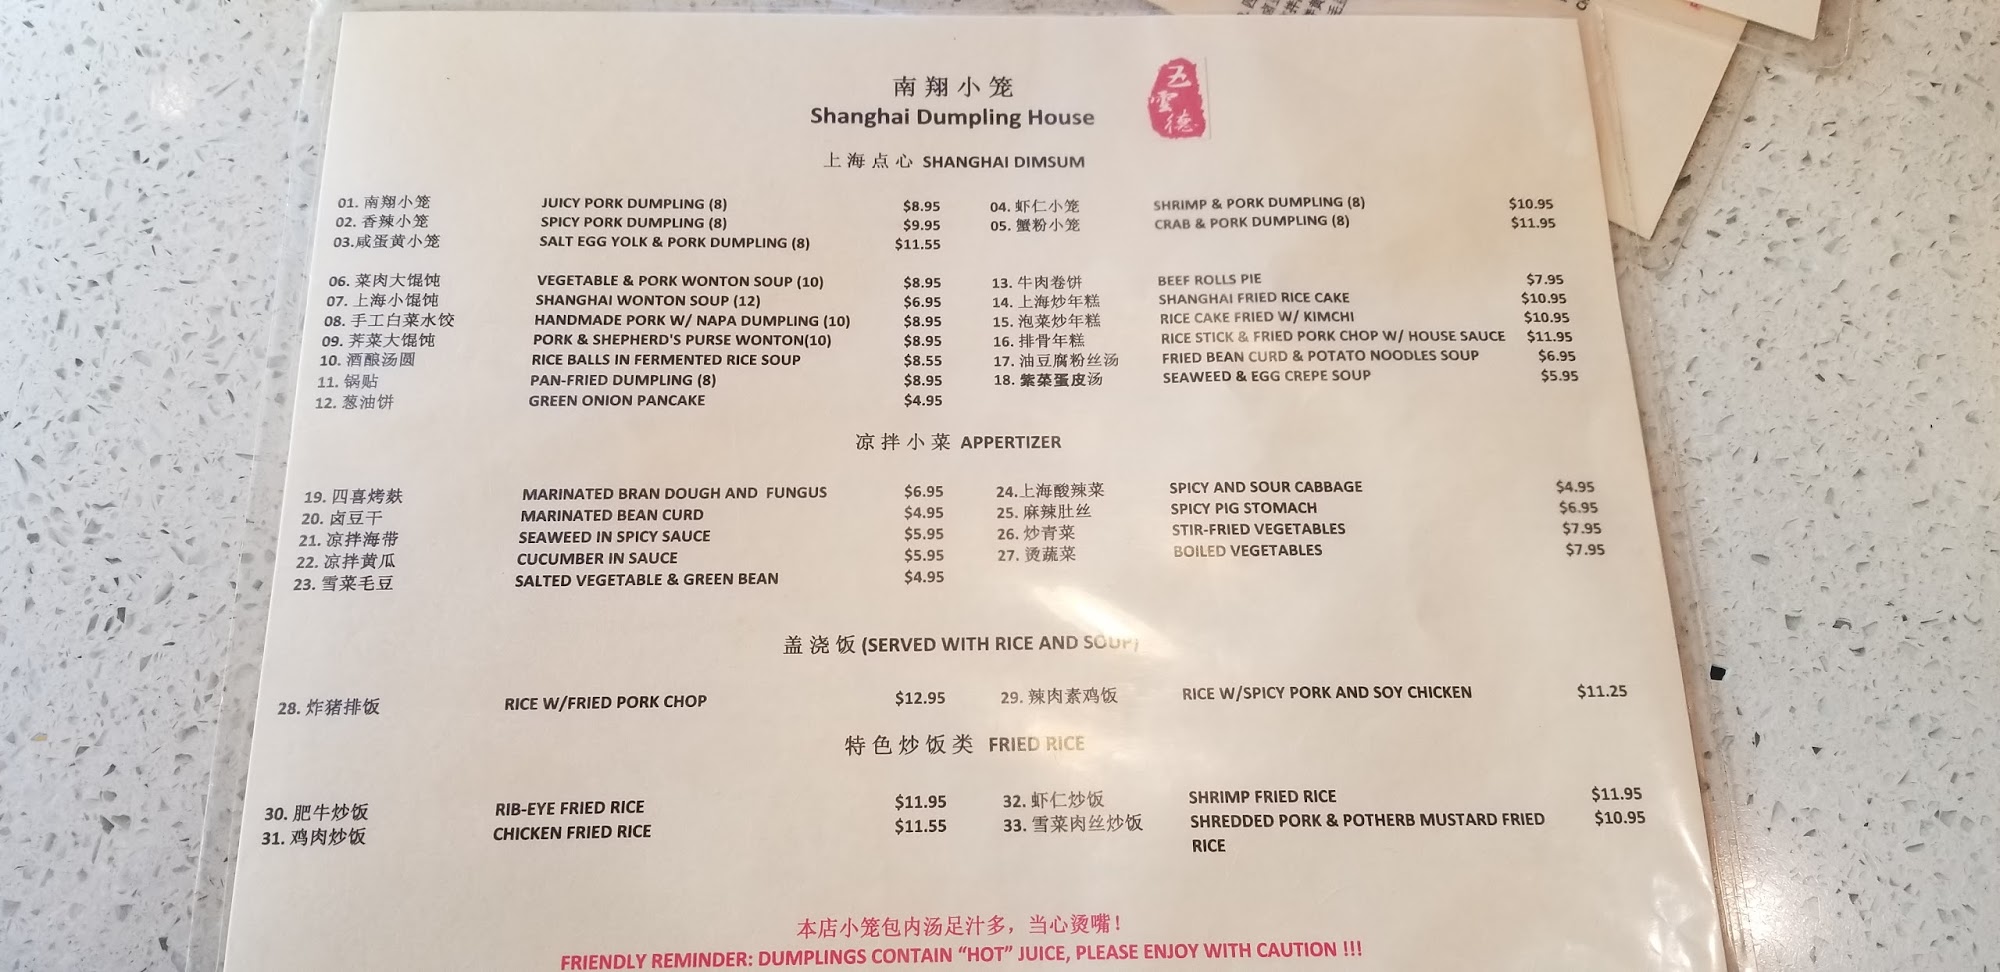 南翔小笼
Shanghai Dumpling House
五雲德
上海点心 SHANGHAI DIMSUM
01. 南翔小笼 JUICY PORK DUMPLING (8) $8.95
02. 香辣小笼 SPICY PORK DUMPLING (8) $9.95
03.咸蛋黄小笼 SALT EGG YOLK & PORK DUMPLING (8) $11.55
04. 虾仁小笼 SHRIMP & PORK DUMPLING (8) $10.95
05. 蟹粉小笼 CRAB & PORK DUMPLING (8) $11.95
06. 菜肉大馄饨 VEGETABLE & PORK WONTON SOUP (10) $8.95
07. 上海小馄饨 SHANGHAI WONTON SOUP (12) $6.95
08. 手工白菜水饺 HANDMADE PORK W/ NAPA DUMPLING (10) $8.95
09. 荠菜大馄饨 PORK & SHEPHERD'S PURSE WONTON(10) $8.95
10. 酒酿汤圆 RICE BALLS IN FERMENTED RICE SOUP $8.55
11. 锅贴 PAN-FRIED DUMPLING (8) $8.95
12. 葱油饼 GREEN ONION PANCAKE $4.95
13. 牛肉卷饼 BEEF ROLLS PIE $7.95
14. 上海炒年糕 SHANGHAI FRIED RICE CAKE $10.95
15. 泡菜炒年糕 RICE CAKE FRIED W/ KIMCHI $10.95
16. 排骨年糕 RICE STICK & FRIED PORK CHOP W/ HOUSE SAUCE $11.95
17. 油豆腐粉丝汤 FRIED BEAN CURD & POTATO NOODLES SOUP $6.95
18. 紫菜蛋皮汤 SEAWEED & EGG CREPE SOUP $5.95
凉拌小菜 APPERTIZER
19. 四喜烤麸 MARINATED BRAN DOUGH AND FUNGUS $6.95
20. 卤豆干 MARINATED BEAN CURD $4.95
21. 凉拌海带 SEAWEED IN SPICY SAUCE $5.95
22. 凉拌黄瓜 CUCUMBER IN SAUCE $5.95
23. 雪菜毛豆 SALTED VEGETABLE & GREEN BEAN $4.95
24.上海酸辣菜 SPICY AND SOUR CABBAGE $4.95
25. 麻辣肚丝 SPICY PIG STOMACH $6.95
26. 炒青菜 STIR-FRIED VEGETABLES $7.95
27. 烫蔬菜 BOILED VEGETABLES $7.95
盖浇饭 (SERVED WITH RICE AND SOUP)
28. 炸猪排饭 RICE W/FRIED PORK CHOP $12.95
29. 辣肉素鸡饭 RICE W/SPICY PORK AND SOY CHICKEN $11.25
特色炒饭类 FRIED RICE
30. 肥牛炒饭 RIB-EYE FRIED RICE $11.95
31. 鸡肉炒饭 CHICKEN FRIED RICE $11.55
32. 虾仁炒饭 SHRIMP FRIED RICE $11.95
33. 雪菜肉丝炒饭 SHREDDED PORK & POTHERB MUSTARD FRIED $10.95
RICE
本店小笼包内汤足汁多，当心烫嘴！
FRIENDLY REMINDER: DUMPLINGS CONTAIN “HOT” JUICE, PLEASE ENJOY WITH CAUTION !!!